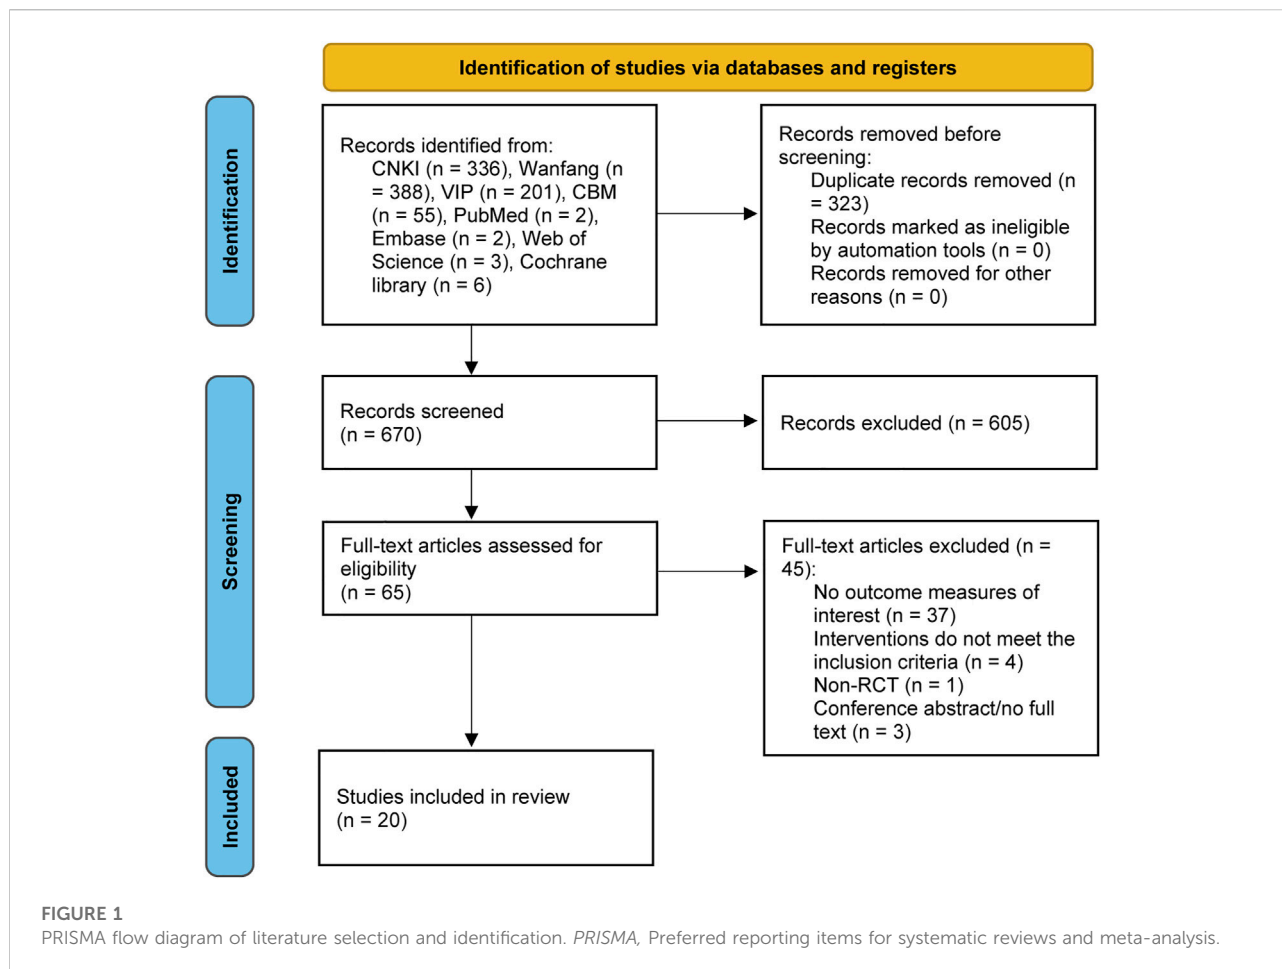 Identification of studies via databases and registers
Identification
Records identified from:
CNKI (n = 336), Wanfang (n
= 388), VIP (n = 201), CBM
(n = 55), PubMed (n = 2),
Embase (n = 2), Web of
Science (n = 3), Cochrane
library (n = 6)
Records removed before
screening:
Duplicate records removed (n
= 323)
Records marked as ineligible
by automation tools (n = 0)
Records removed for other
reasons (n = 0)
Screening
Records screened
(n = 670)
Records excluded (n = 605)
Full-text articles assessed for
eligibility
(n = 65)
Full-text articles excluded (n =
45):
No outcome measures of
interest (n = 37)
Interventions do not meet the
inclusion criteria (n = 4)
Non-RCT (n = 1)
Conference abstract/no full
text (n = 3)
Included
Studies included in review
(n = 20)
FIGURE 1
PRISMA flow diagram of literature selection and identification. PRISMA, Preferred reporting items for systematic reviews and meta-analysis.